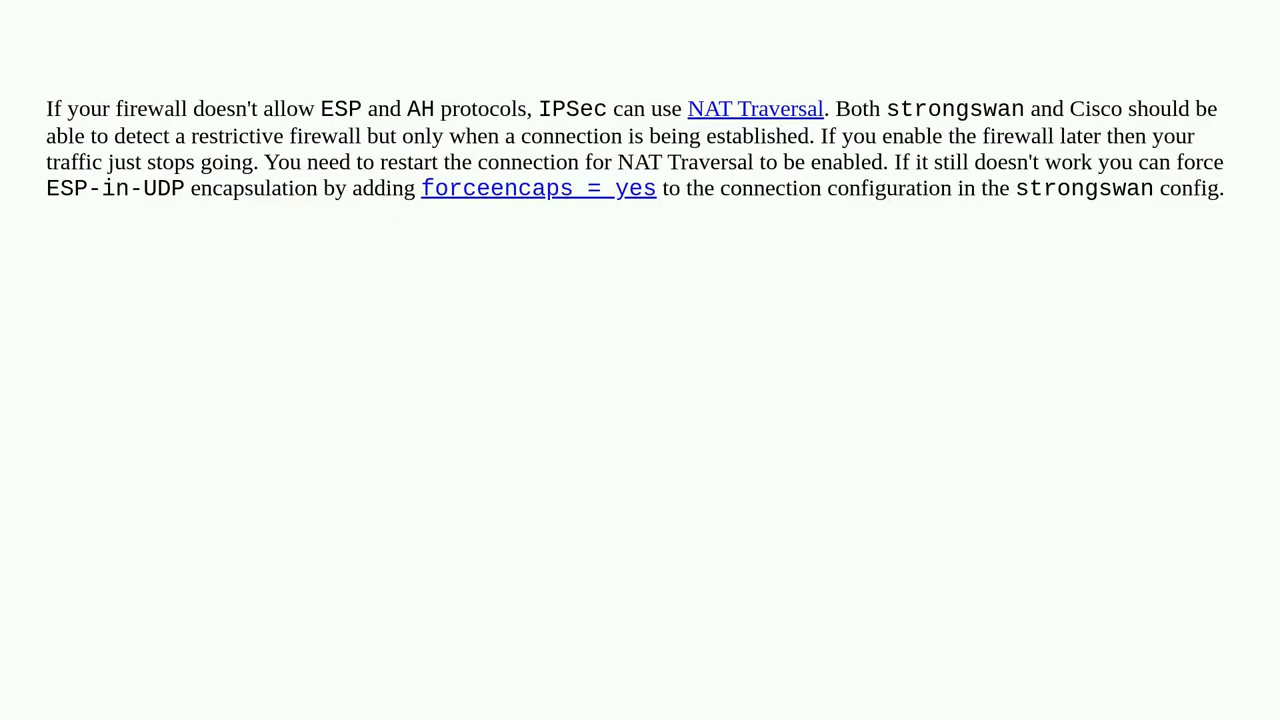 If your firewall doesn't allow ESP and AH protocols, IPSec can use NAT Traversal. Both strongswan and Cisco should be
able to detect a restrictive firewall but only when a connection is being established. If you enable the firewall later then your
traffic just stops going. You need to restart the connection for NAT Traversal to be enabled. If it still doesn't work you can force
ESP-in-UDP encapsulation by adding forceencaps = yes to the connection configuration in the strongswan config.